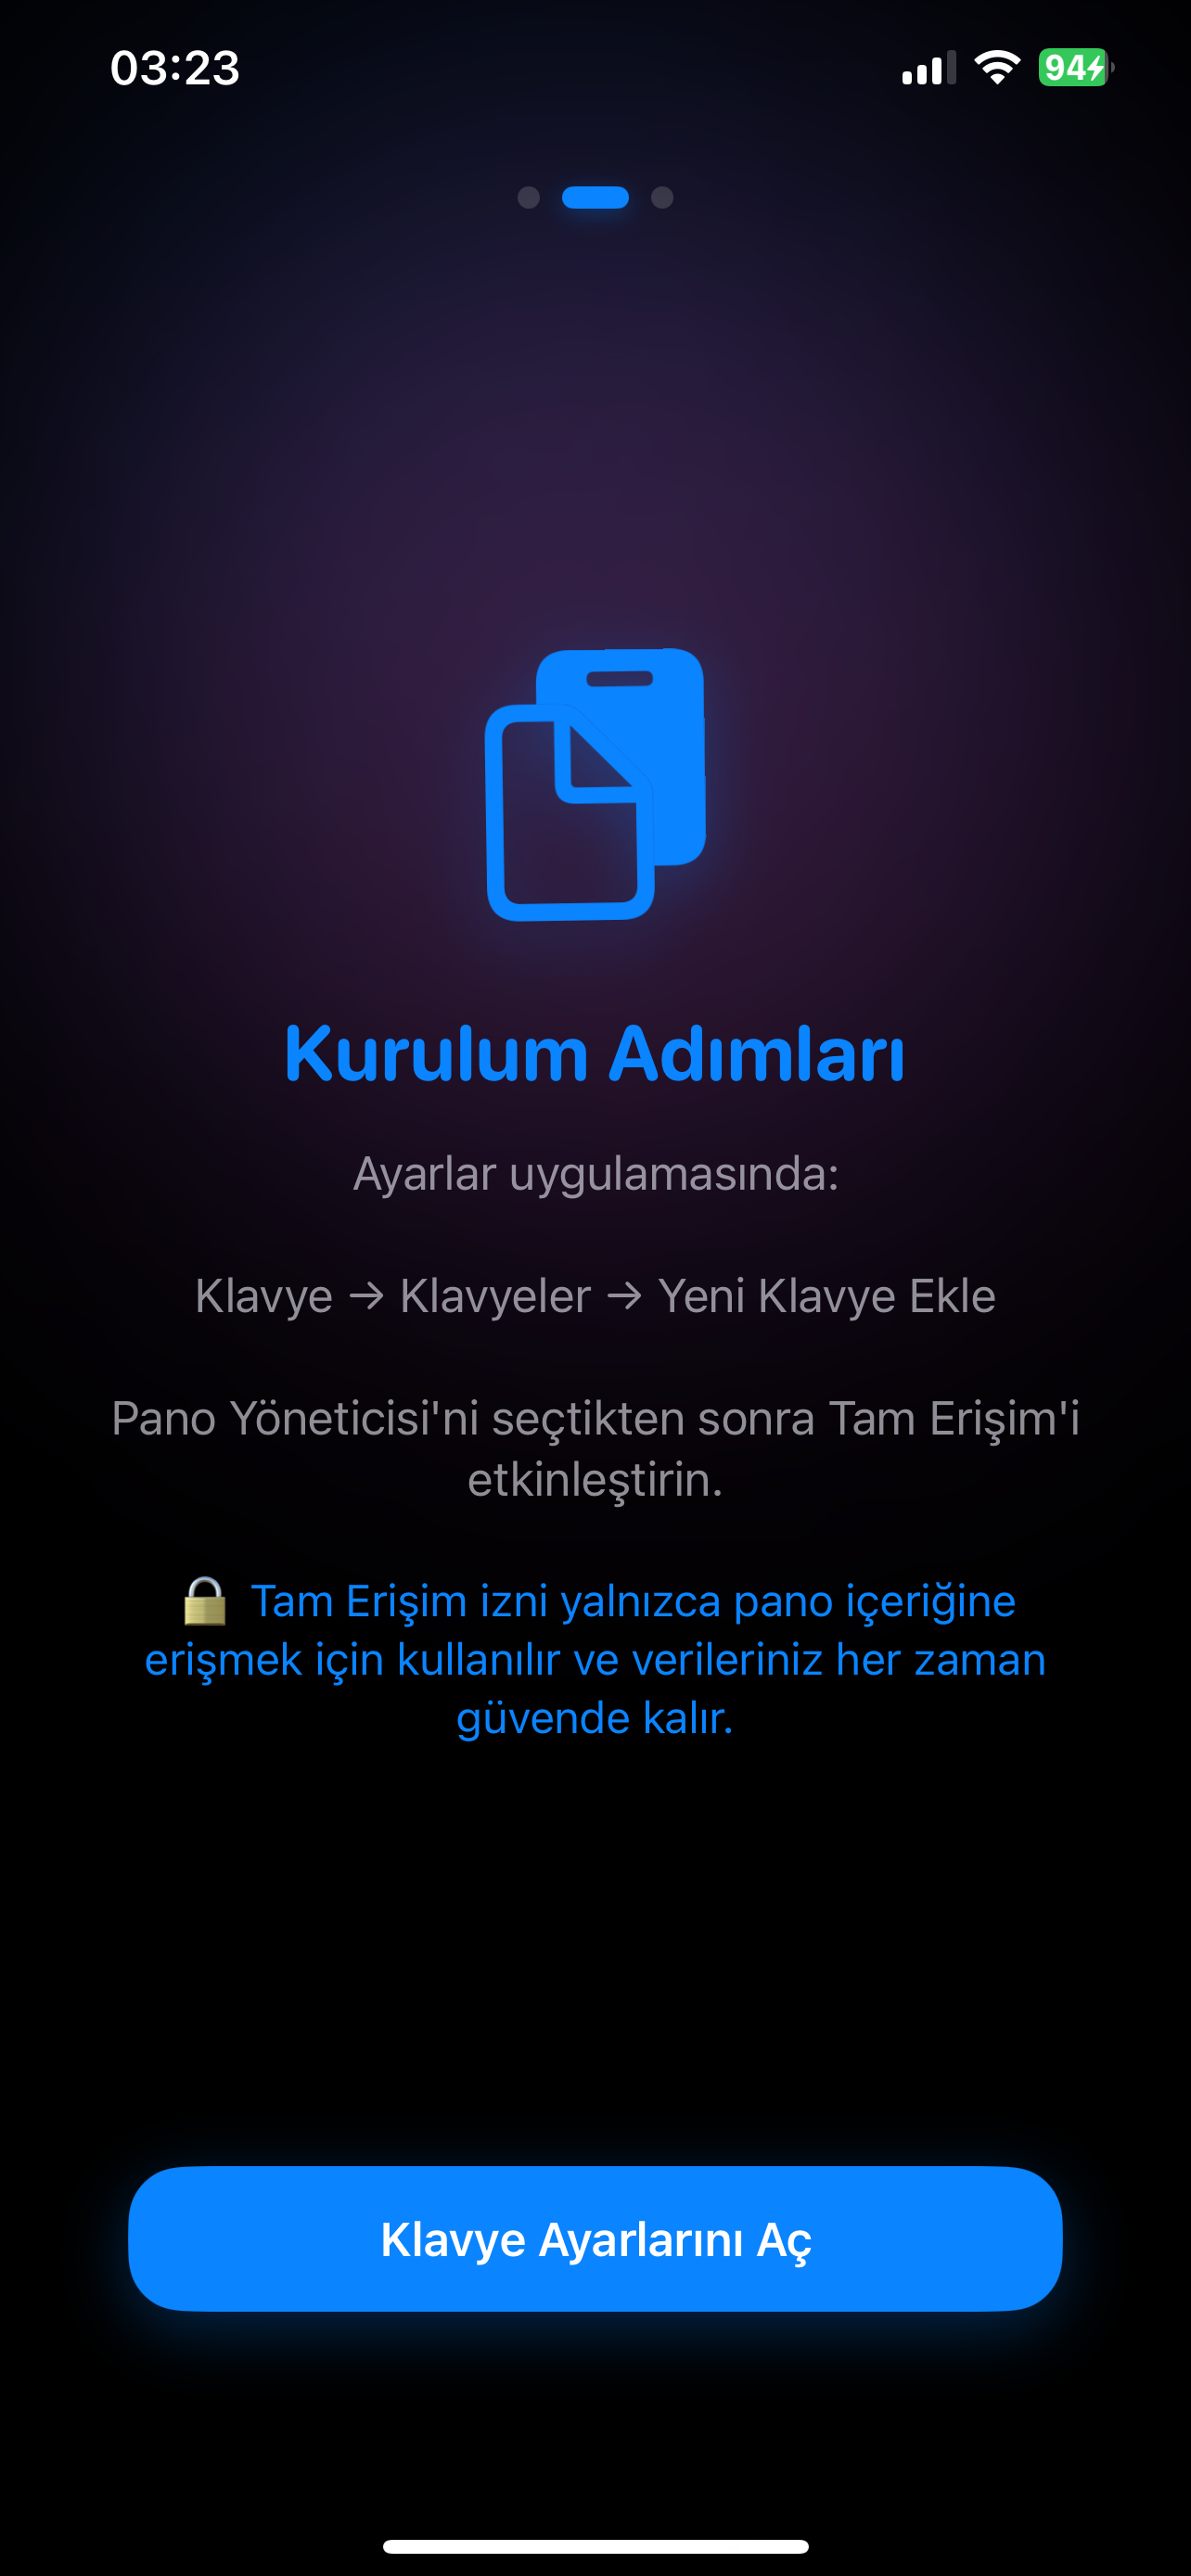 03:23
94
Kurulum Adımları
Ayarlar uygulamasında:
Klavye → Klavyeler → Yeni Klavye Ekle
Pano Yöneticisi'ni seçtikten sonra Tam Erişim'i
etkinleştirin.
🔒 Tam Erişim izni yalnızca pano içeriğine
erişmek için kullanılır ve verileriniz her zaman
güvende kalır.
Klavye Ayarlarını Aç